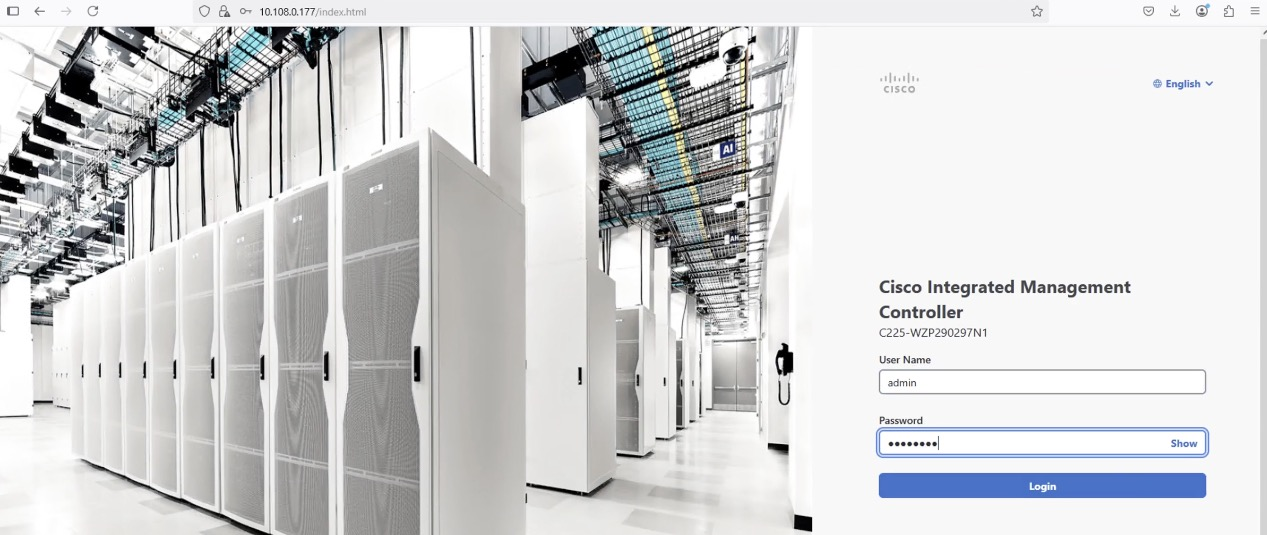 10.108.0.177/index.html
CISCO
English
AI
Cisco Integrated Management
Controller
C225-WZP290297N1
User Name
admin
Password
Show
Login